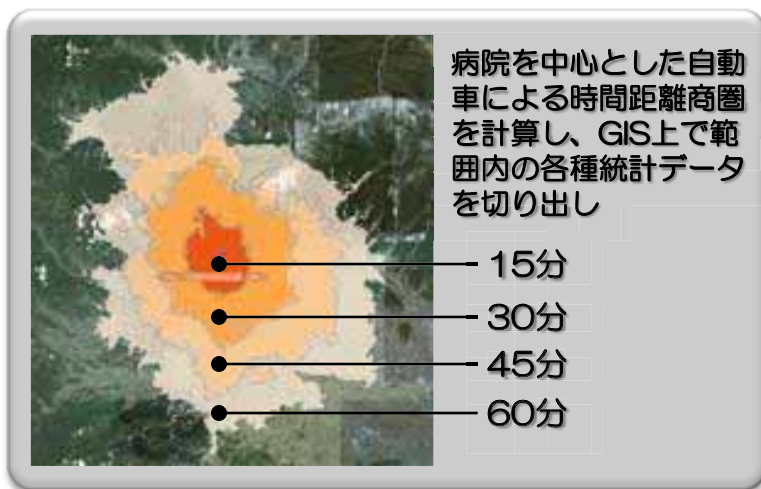 病院を中心とした自動
車による時間距離商圏
を計算し、GIS上で範
囲内の各種統計データ
を切り出し
15分
30分
45分
60分